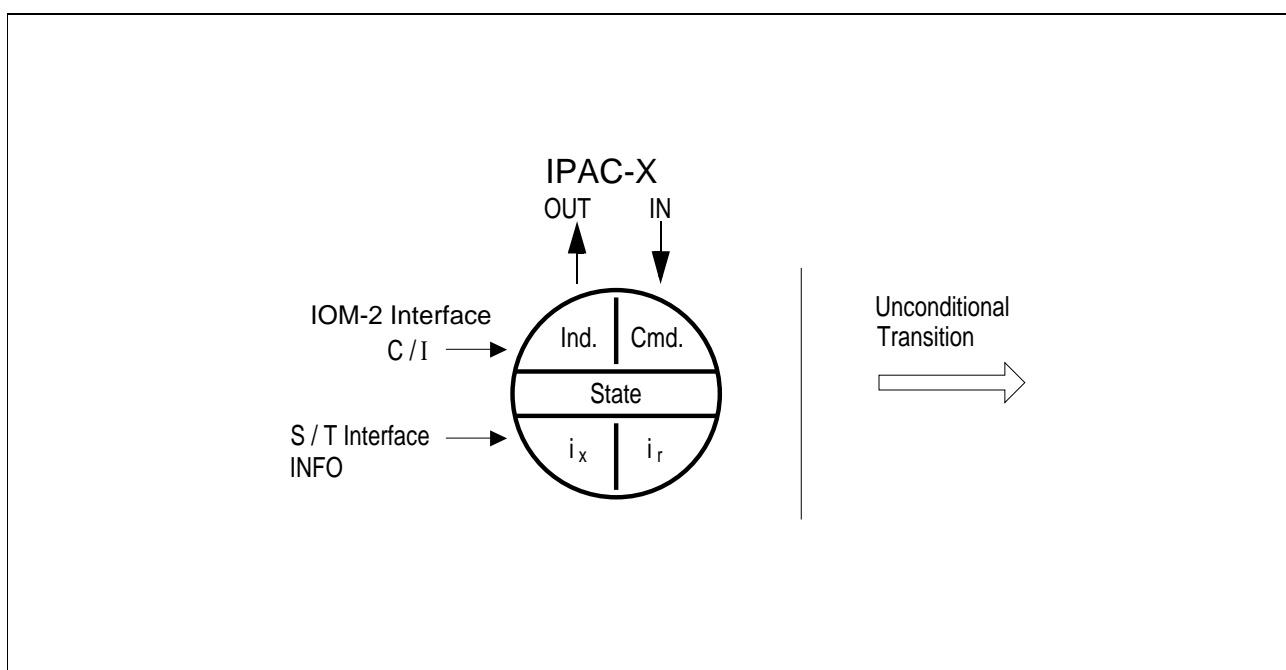 IPAC-X
OUT IN
IOM-2 Interface
C / I
Ind. Cmd.
State
S / T Interface
INFO
i x i r
Unconditional
Transition